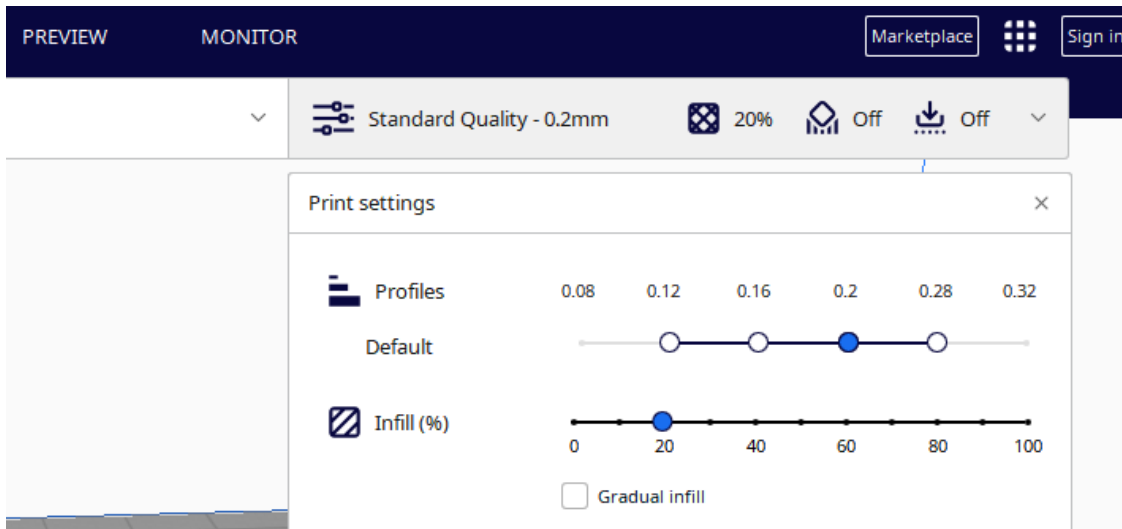 PREVIEW MONITOR Marketplace Sign in
Standard Quality - 0.2mm 20% Off Off
Print settings
Profiles 0.08 0.12 0.16 0.2 0.28 0.32
Default
Infill (%)
0 20 40 60 80 100
Gradual infill